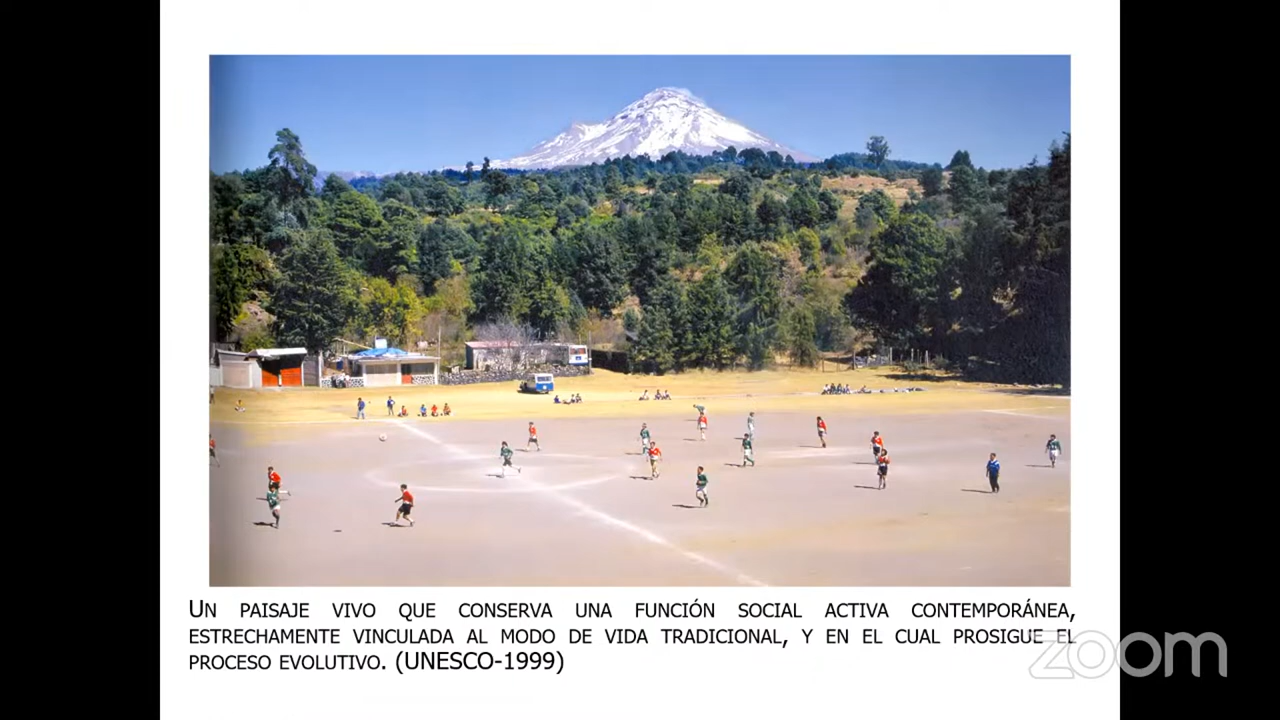 UN PAISAJE VIVO QUE CONSERVA UNA FUNCIÓN SOCIAL ACTIVA CONTEMPORÁNEA,
ESTRECHAMENTE VINCULADA AL MODO DE VIDA TRADICIONAL, Y EN EL CUAL PROSIGUE EL
PROCESO EVOLUTIVO. (UNESCO-1999)
zoom